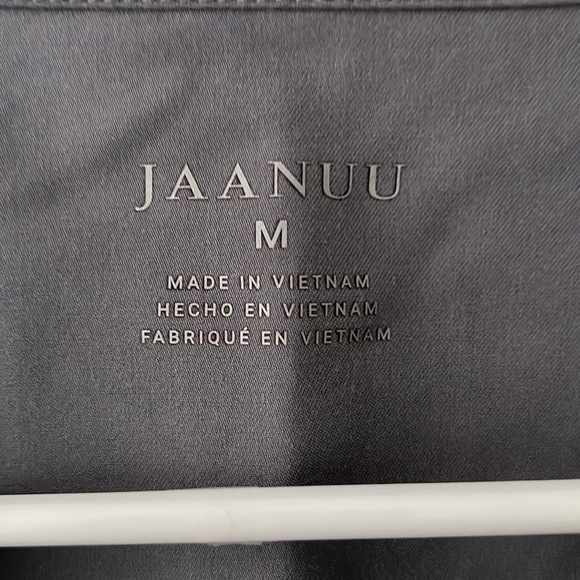 JAANUU
M
MADE IN VIETNAM
HECHO EN VIETNAM
FABRIQUÉ EN VIETNAM